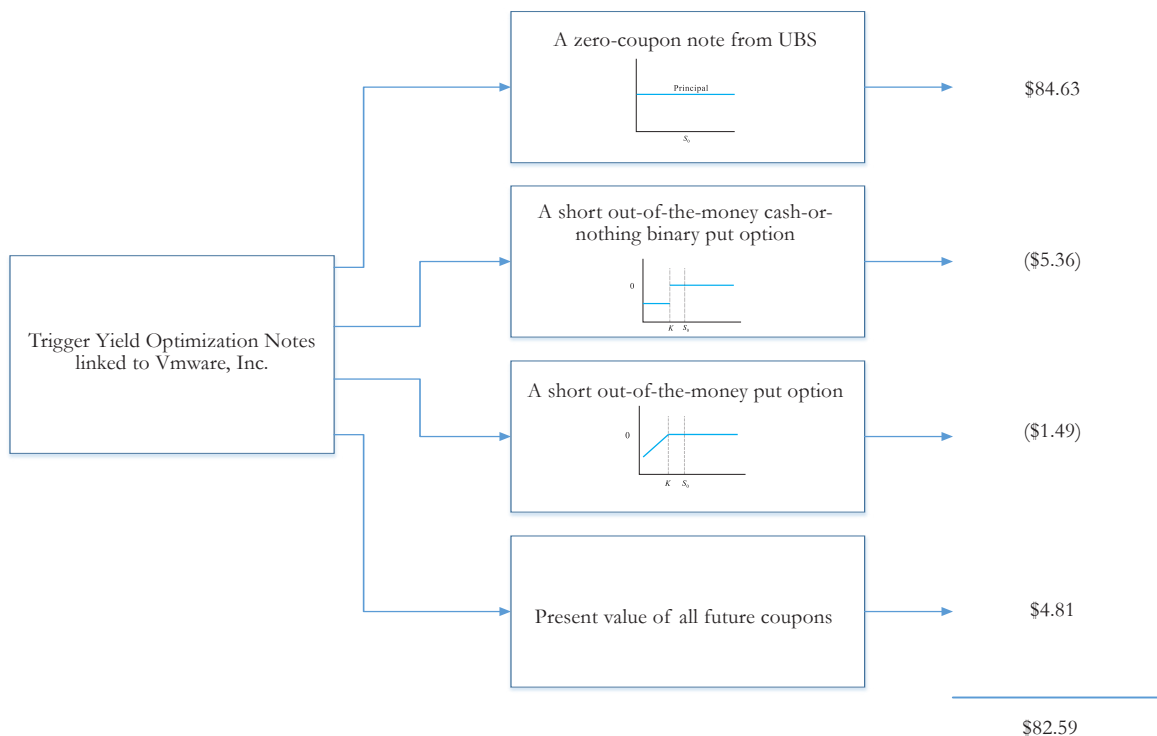 A zero-coupon note from UBS
Principal
S0
$84.63
A short out-of-the-money cash-or-
nothing binary put option
0
K
S0
($5.36)
Trigger Yield Optimization Notes
linked to Vmware, Inc.
A short out-of-the-money put option
0
K
S0
($1.49)
Present value of all future coupons
$4.81
$82.59